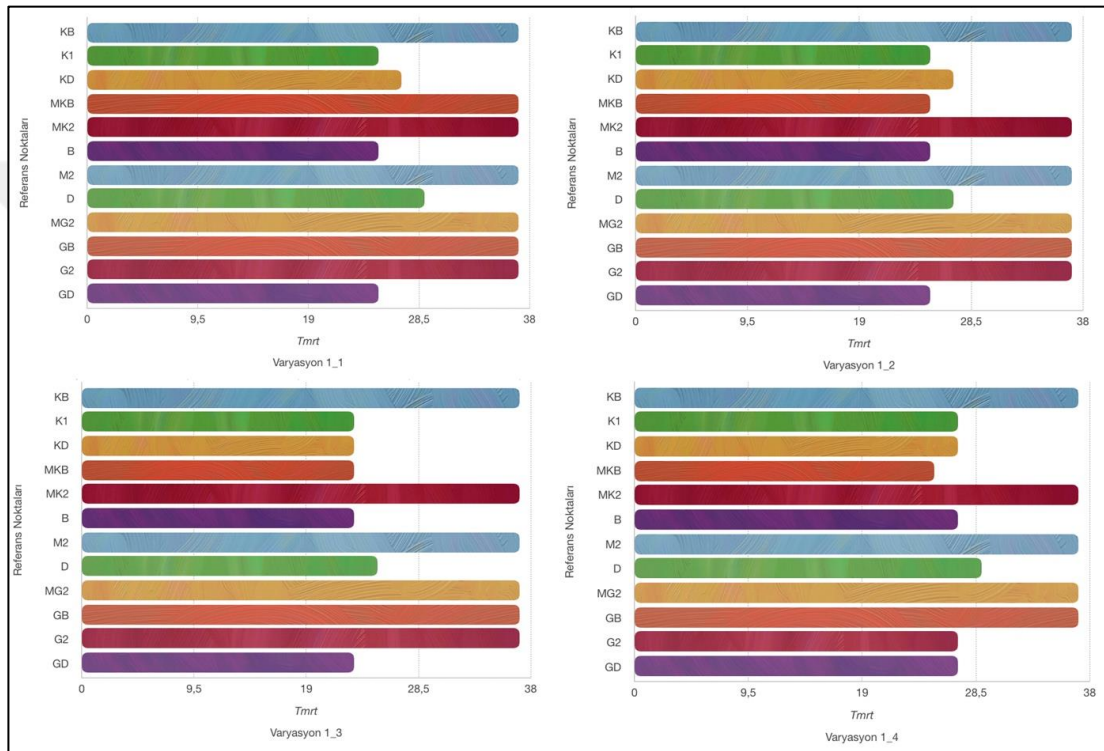 Referans Noktaları
KB
K1
KD
MKB
MK2
B
M2
D
MG2
GB
G2
GD
0 9,5 19 28,5 38
Tmrt
Varyasyon 1_1
Referans Noktaları
KB
K1
KD
MKB
MK2
B
M2
D
MG2
GB
G2
GD
0 9,5 19 28,5 38
Tmrt
Varyasyon 1_2
Referans Noktaları
KB
K1
KD
MKB
MK2
B
M2
D
MG2
GB
G2
GD
0 9,5 19 28,5 38
Tmrt
Varyasyon 1_3
Referans Noktaları
KB
K1
KD
MKB
MK2
B
M2
D
MG2
GB
G2
GD
0 9,5 19 28,5 38
Tmrt
Varyasyon 1_4